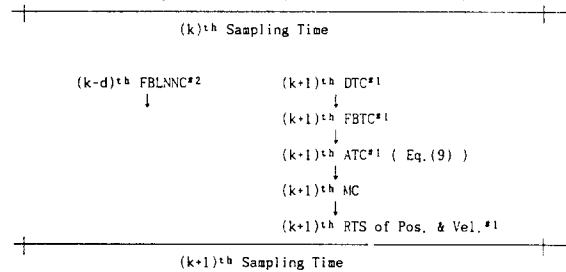 (k)th Sampling Time
(k-d)th FBLNNC#2
(k+1)th DTC#1
(k+1)th FBTC#1
(k+1)th ATC#1 ( Eq.(9) )
(k+1)th MC
(k+1)th RTS of Pos. & Vel.#1
(k+1)th Sampling Time